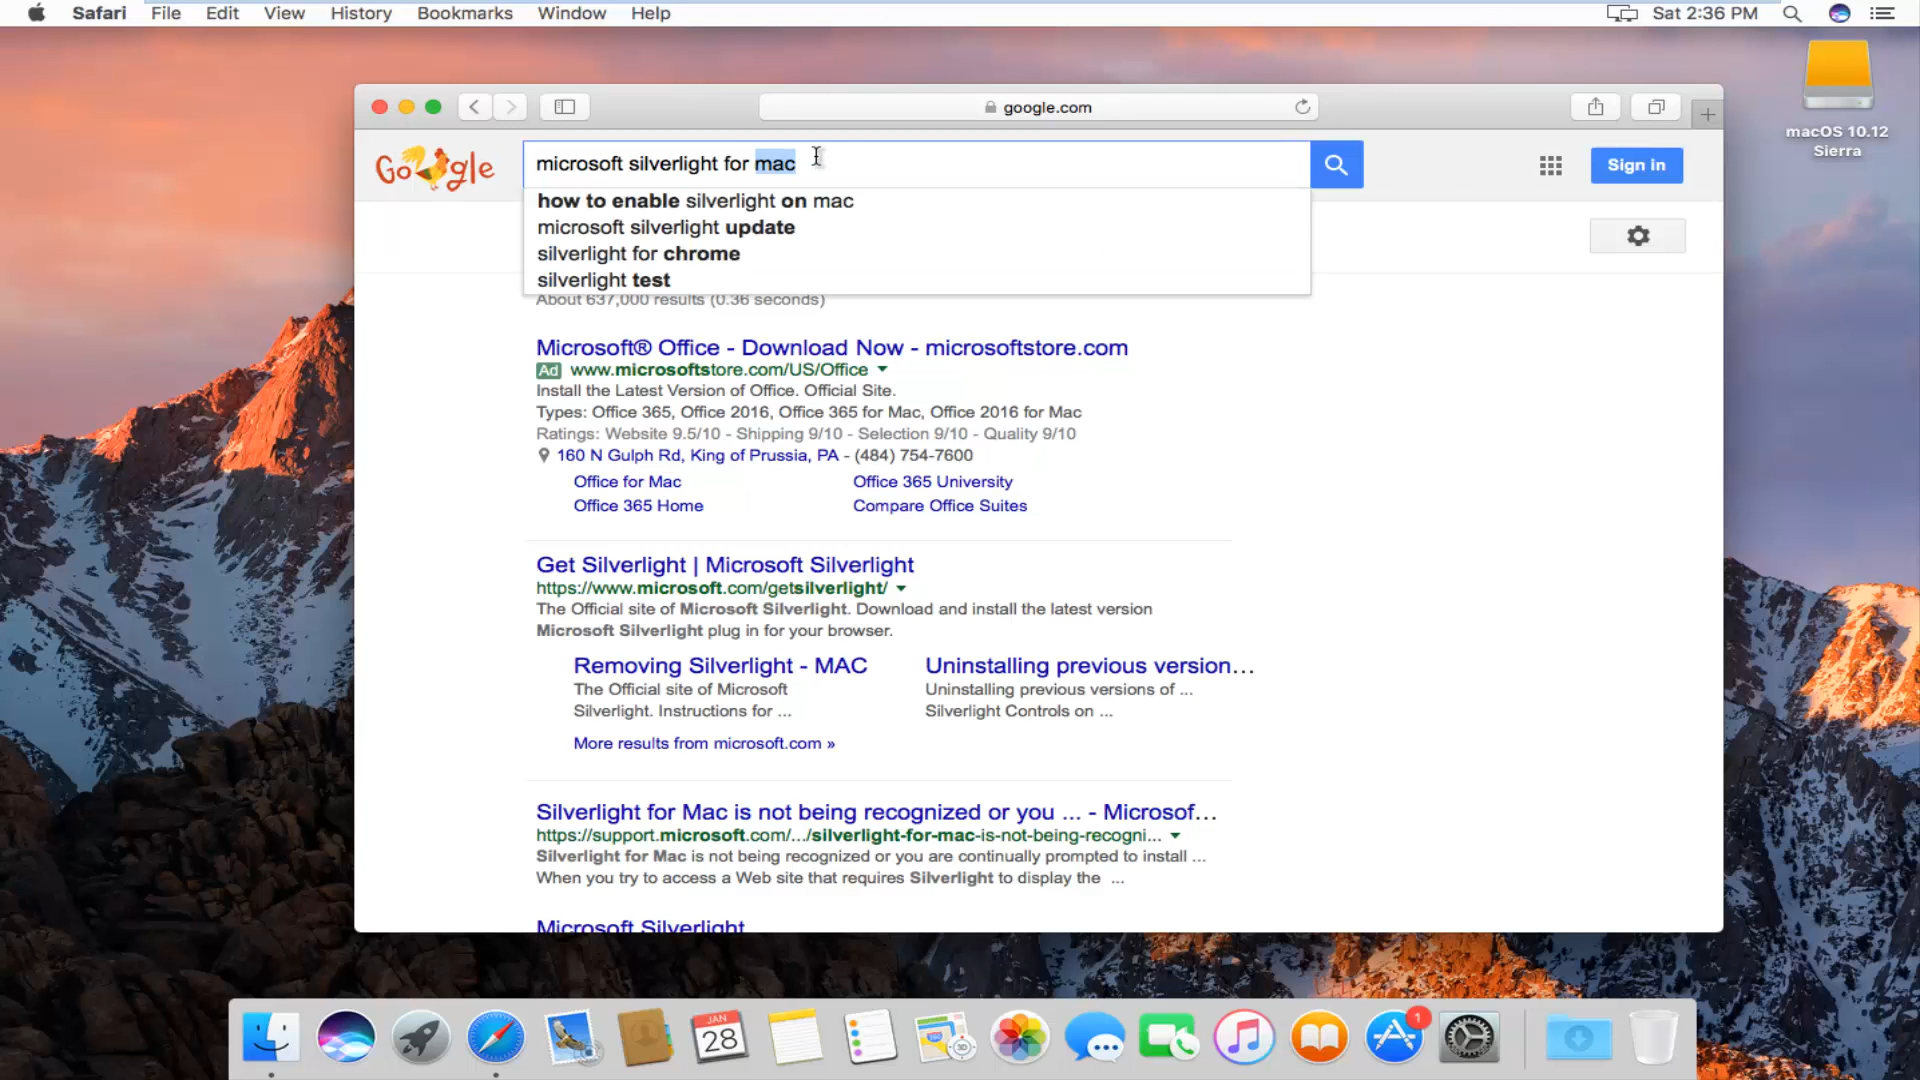 Safari File Edit View History Bookmarks Window Help
Sat 2:36 PM
macOS 10.12
Sierra
google.com
Google
microsoft silverlight for mac
Sign in
how to enable silverlight on mac
microsoft silverlight update
silverlight for chrome
silverlight test
About 637,000 results (0.36 seconds)
Microsoft® Office - Download Now - microsoftstore.com
Ad www.microsoftstore.com/US/Office
Install the Latest Version of Office. Official Site.
Types: Office 365, Office 2016, Office 365 for Mac, Office 2016 for Mac
Ratings: Website 9.5/10 - Shipping 9/10 - Selection 9/10 - Quality 9/10
160 N Gulph Rd, King of Prussia, PA - (484) 754-7600
Office for Mac Office 365 University
Office 365 Home Compare Office Suites
Get Silverlight | Microsoft Silverlight
https://www.microsoft.com/getsilverlight/
The Official site of Microsoft Silverlight. Download and install the latest version
Microsoft Silverlight plug in for your browser.
Removing Silverlight - MAC
The Official site of Microsoft
Silverlight. Instructions for ...
Uninstalling previous version...
Uninstalling previous versions of ...
Silverlight Controls on ...
More results from microsoft.com »
Silverlight for Mac is not being recognized or you ... - Microsof...
https://support.microsoft.com/.../silverlight-for-mac-is-not-being-recogni...
Silverlight for Mac is not being recognized or you are continually prompted to install ...
When you try to access a Web site that requires Silverlight to display the ...
Microsoft Silverlight
JAN
28
3D
1